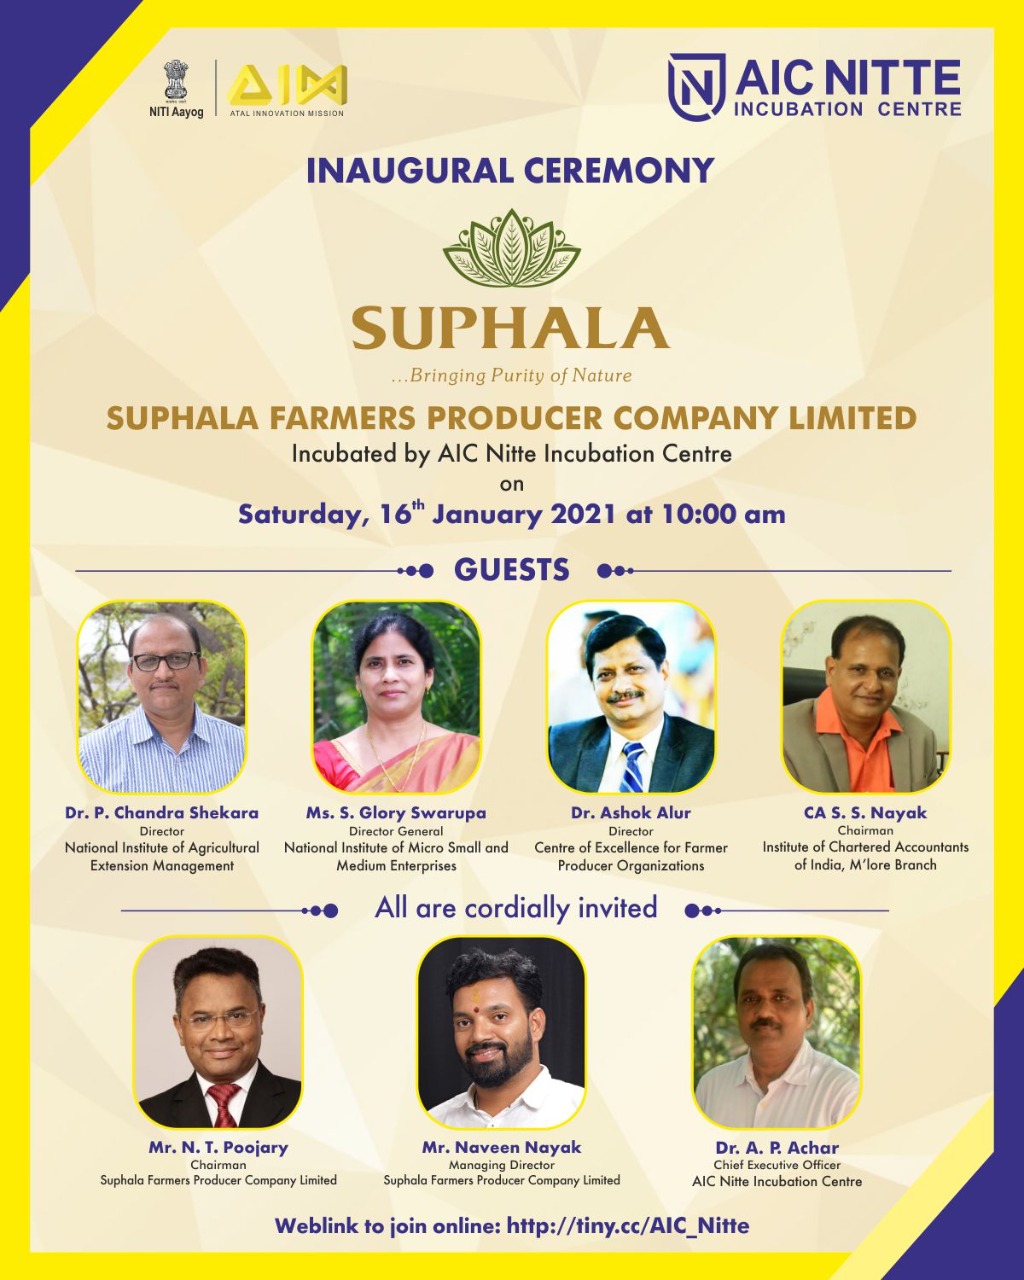 NITI Aayog
AIM
ATAL INNOVATION MISSION
N
AIC NITTE
INCUBATION CENTRE
INAUGURAL CEREMONY
SUPHALA
...Bringing Purity of Nature
SUPHALA FARMERS PRODUCER COMPANY LIMITED
Incubated by AIC Nitte Incubation Centre
on
Saturday, 16th January 2021 at 10:00 am
GUESTS
Dr. P. Chandra Shekara
Director
National Institute of Agricultural
Extension Management
Ms. S. Glory Swarupa
Director General
National Institute of Micro Small and
Medium Enterprises
Dr. Ashok Alur
Director
Centre of Excellence for Farmer
Producer Organizations
CA S. S. Nayak
Chairman
Institute of Chartered Accountants
of India, M'lore Branch
All are cordially invited
Mr. N. T. Poojary
Chairman
Suphala Farmers Producer Company Limited
Mr. Naveen Nayak
Managing Director
Suphala Farmers Producer Company Limited
Dr. A. P. Achar
Chief Executive Officer
AIC Nitte Incubation Centre
Weblink to join online: http://tiny.cc/AIC_Nitte